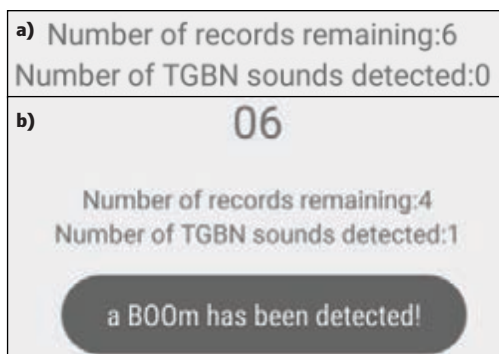 a) Number of records remaining:6
Number of TGBN sounds detected:0
b) 06
Number of records remaining:4
Number of TGBN sounds detected:1
a BOOm has been detected!